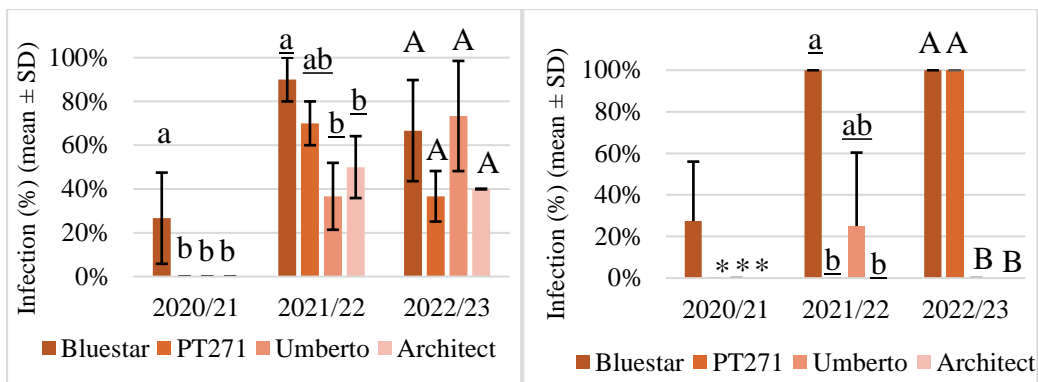 Infection (%) (mean ± SD)
100%
80%
60%
40%
20%
0%
a
b b b
a
ab
b
b
A
A
A
A
2020/21 2021/22 2022/23
Bluestar PT271 Umberto Architect
Infection (%) (mean ± SD)
100%
80%
60%
40%
20%
0%
* * *
a
b
ab
b
A A
B B
2020/21 2021/22 2022/23
Bluestar PT271 Umberto Architect